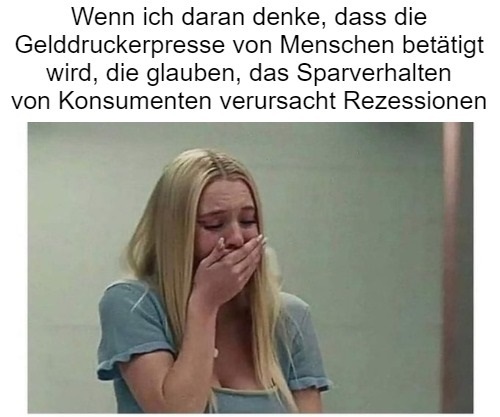 Wenn ich daran denke, dass die
Gelddruckerpresse von Menschen betätigt
wird, die glauben, das Sparverhalten
von Konsumenten verursacht Rezessionen